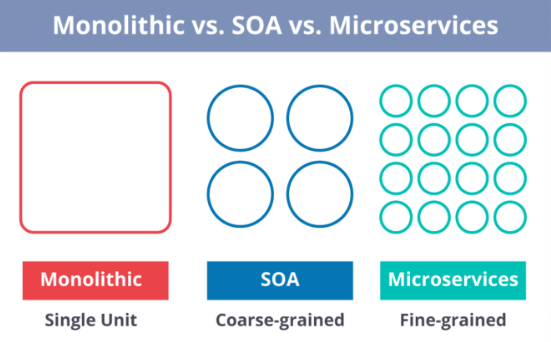 Monolithic vs. SOA vs. Microservices
Monolithic
SOA
Microservices
Single Unit
Coarse-grained
Fine-grained